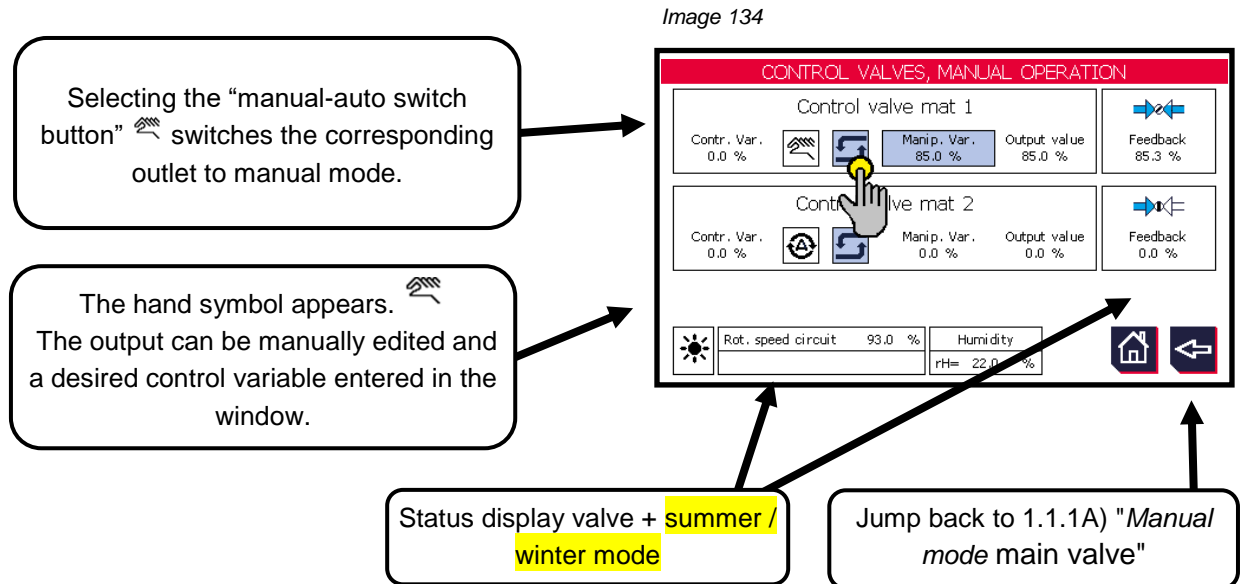 Image 134
Selecting the “manual-auto switch
button” switches the corresponding
outlet to manual mode.
The hand symbol appears.
The output can be manually edited and
a desired control variable entered in the
window.
CONTROL VALVES, MANUAL OPERATION
Control valve mat 1
Contr. Var.
0.0 %
Manip. Var.
85.0 %
Output value
85.0 %
Feedback
85.3 %
lve mat 2
Contr. Var.
0.0 %
A
Manip. Var.
0.0 %
Output value
0.0 %
Feedback
0.0 %
Rot. speed circuit 93.0 %
Humidity
rH= 22.0 %
Status display valve + summer /
winter mode
Jump back to 1.1.1A) "Manual
mode main valve"